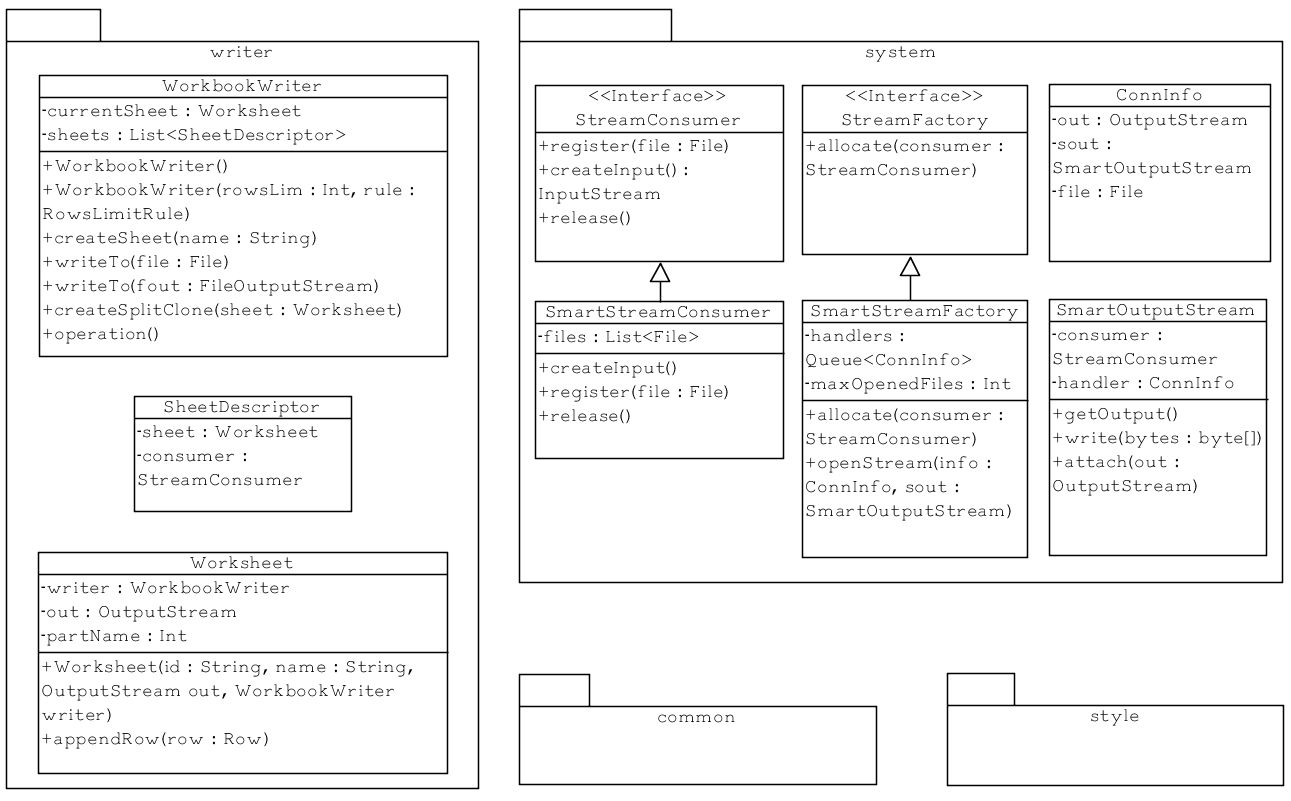 writer
WorkbookWriter
-currentSheet : Worksheet
-sheets : List<SheetDescriptor>
+WorkbookWriter()
+WorkbookWriter(rowsLim : Int, rule :
RowsLimitRule)
+createSheet(name : String)
+writeTo(file : File)
+writeTo(fout : FileOutputStream)
+createSplitClone(sheet : Worksheet)
+operation()
SheetDescriptor
-sheet : Worksheet
-consumer :
StreamConsumer
Worksheet
-writer : WorkbookWriter
-out : OutputStream
-partName : Int
+Worksheet(id : String, name : String,
OutputStream out, WorkbookWriter
writer)
+appendRow(row : Row)
system
<<Interface>>
StreamConsumer
+register(file : File)
+createInput() :
InputStream
+release()
<<Interface>>
StreamFactory
+allocate(consumer :
StreamConsumer)
ConnInfo
-out : OutputStream
-sout :
SmartOutputStream
-file : File
SmartStreamConsumer
-files : List<File>
+createInput()
+register(file : File)
+release()
SmartStreamFactory
-handlers :
Queue<ConnInfo>
-maxOpenedFiles : Int
+allocate(consumer :
StreamConsumer)
+openStream(info :
ConnInfo, sout :
SmartOutputStream)
SmartOutputStream
-consumer :
StreamConsumer
-handler : ConnInfo
+getOutput()
+write(bytes : byte[])
+attach(out :
OutputStream)
common
style